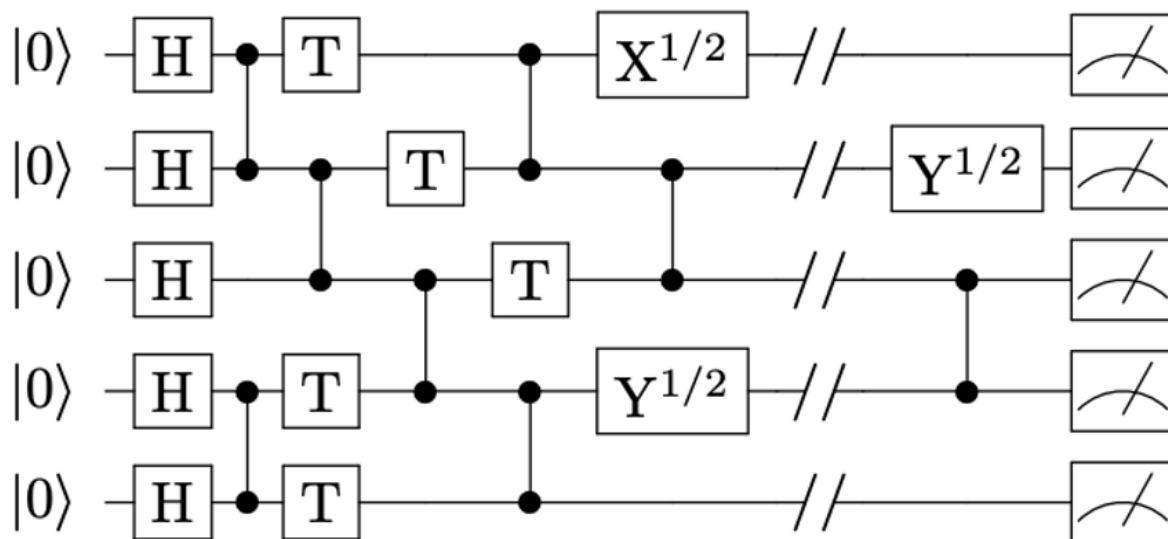 |0⟩ H T X^{1/2}
|0⟩ H T Y^{1/2}
|0⟩ H T
|0⟩ H T Y^{1/2}
|0⟩ H T